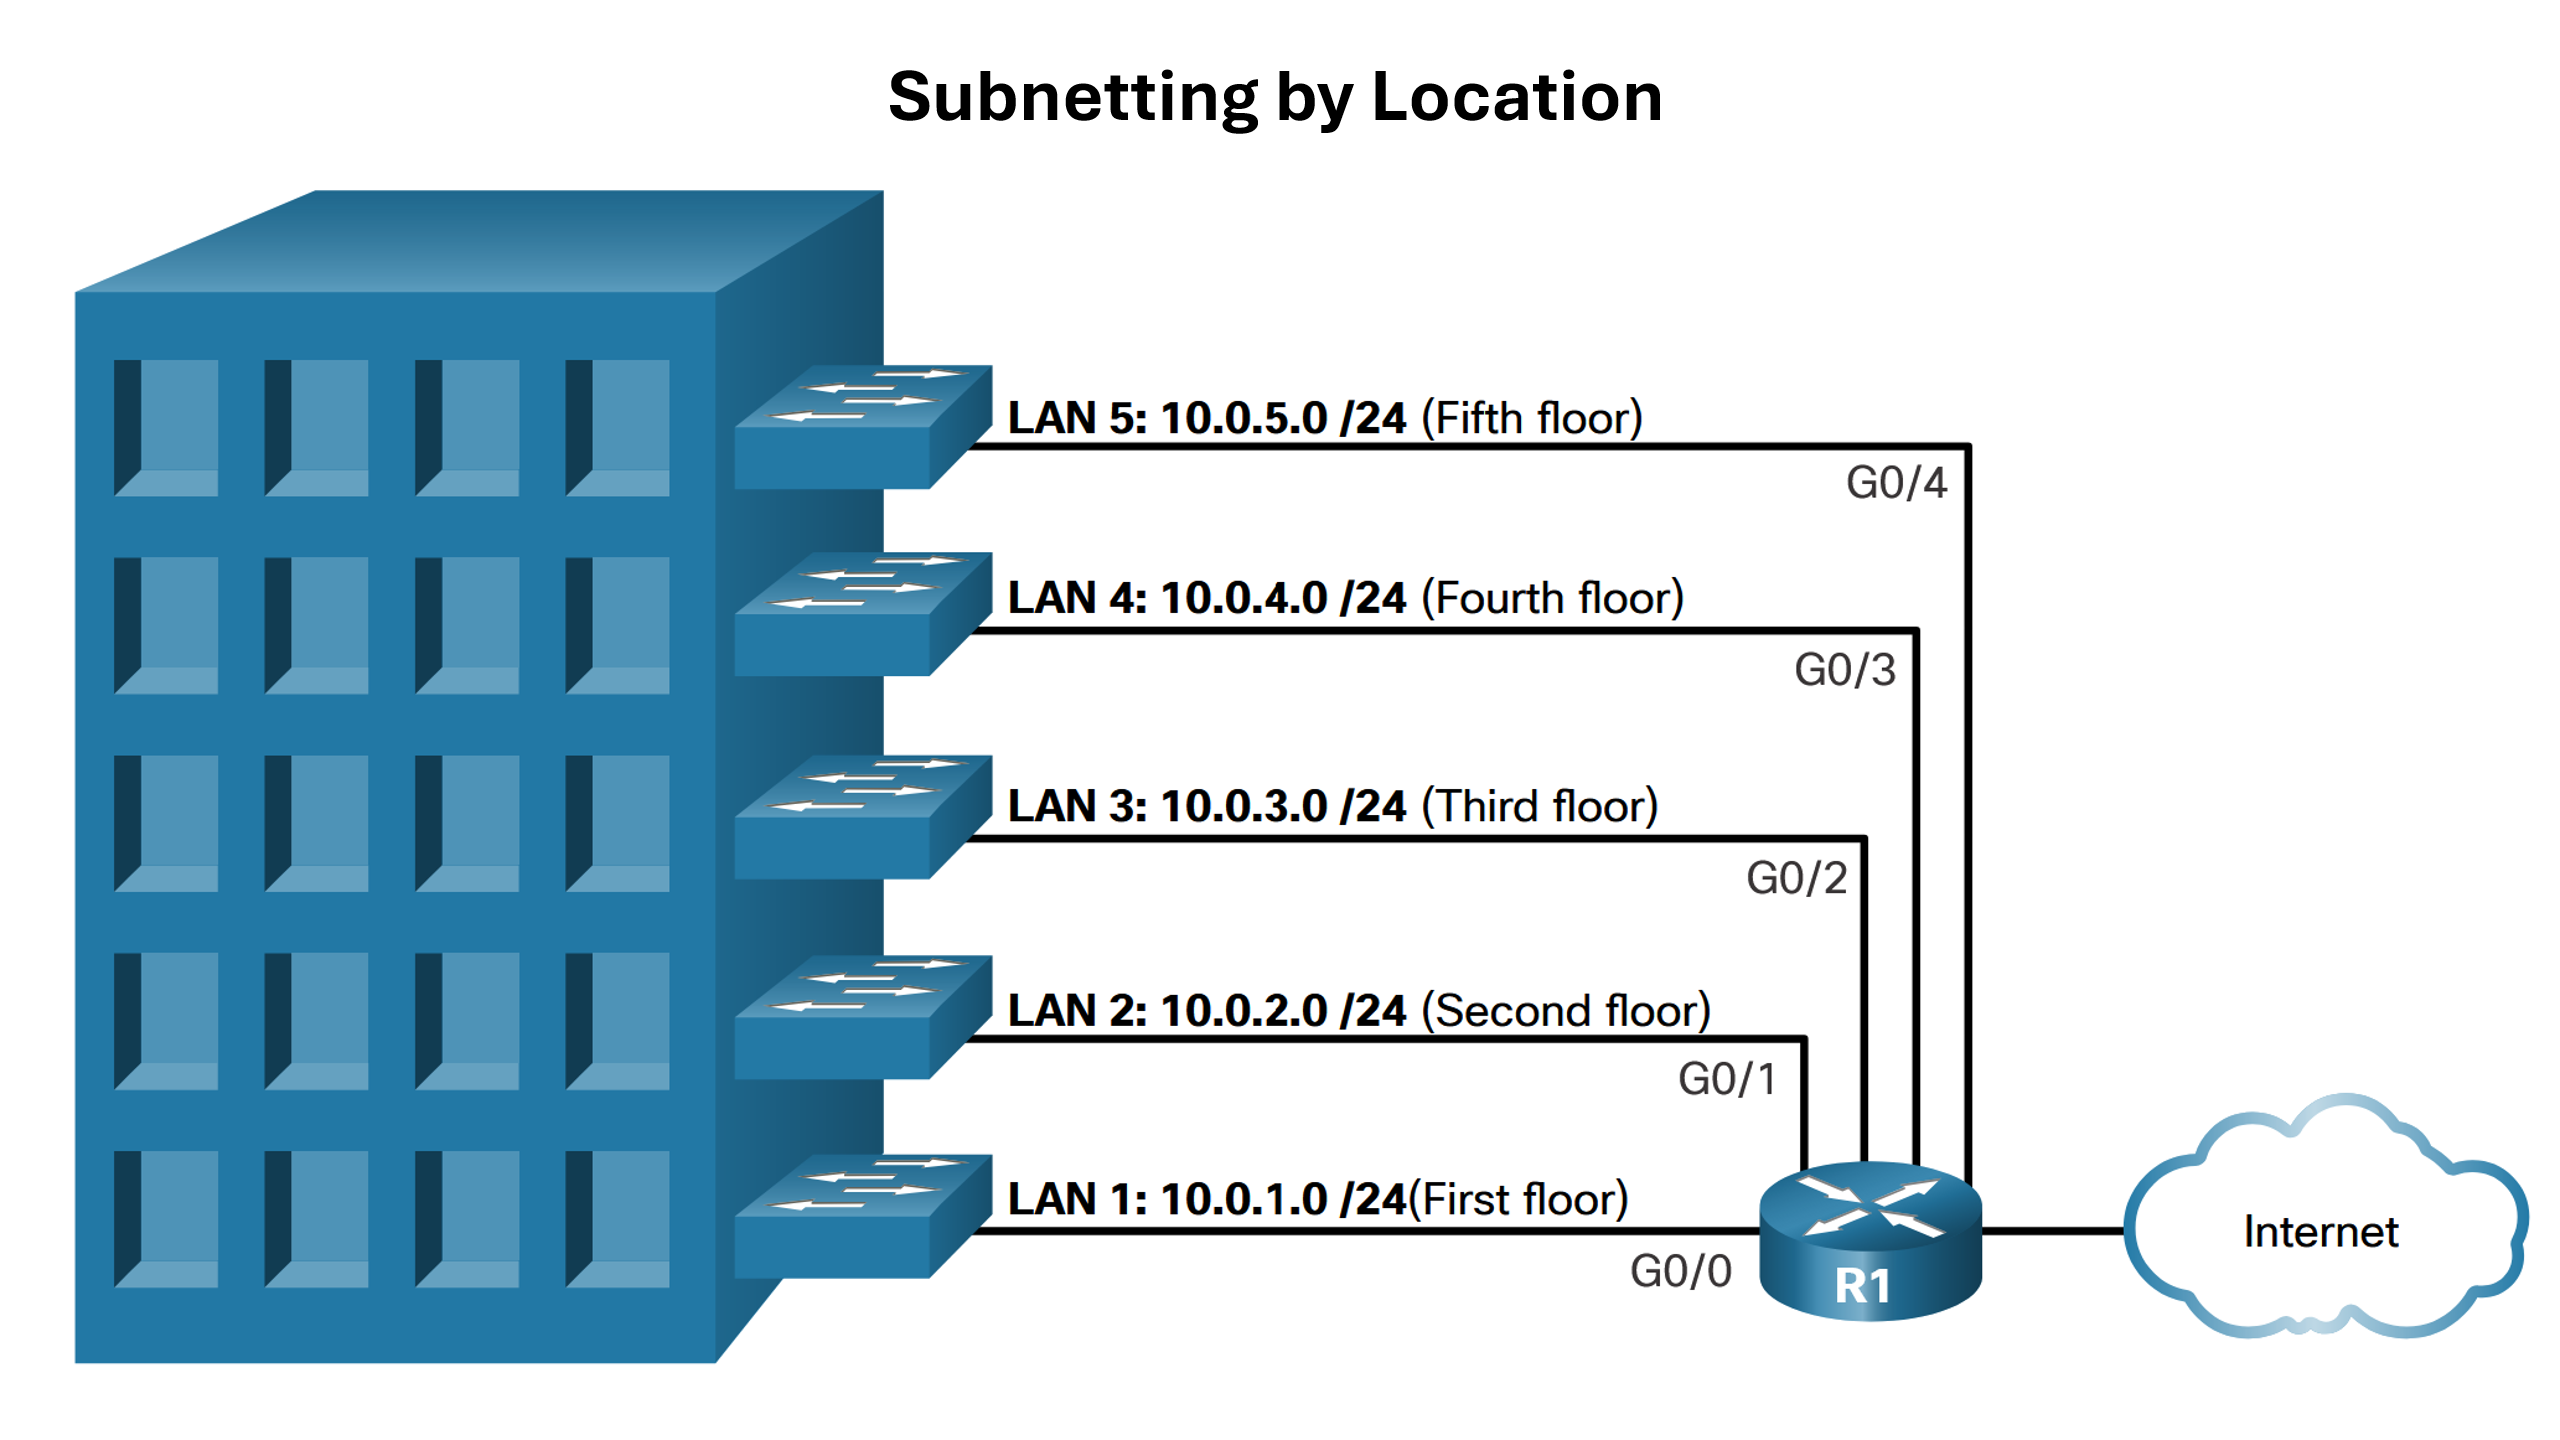 Subnetting by Location
LAN 5: 10.0.5.0 /24 (Fifth floor)
G0/4
LAN 4: 10.0.4.0 /24 (Fourth floor)
G0/3
LAN 3: 10.0.3.0 /24 (Third floor)
G0/2
LAN 2: 10.0.2.0 /24 (Second floor)
G0/1
LAN 1: 10.0.1.0 /24(First floor)
G0/0
R1
Internet